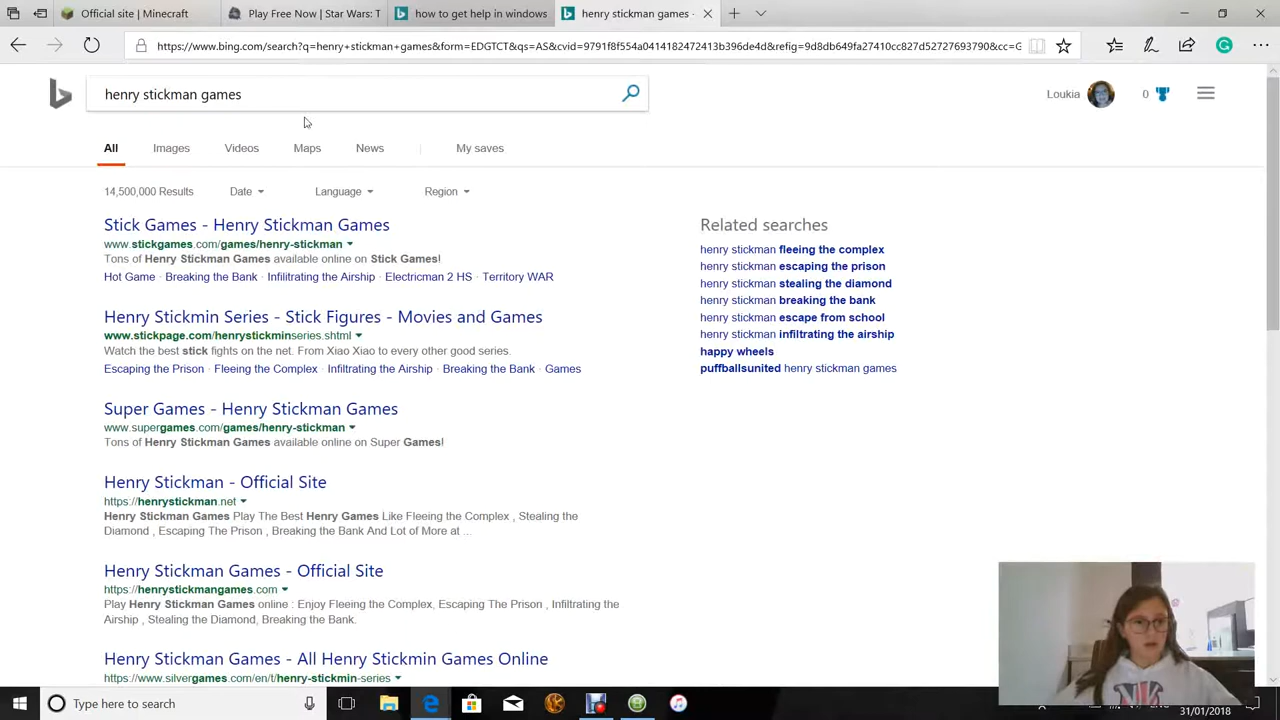 Official site | Minecraft
Play Free Now - Star Wars: T
how to get help in windows
henry stickman games -
https://www.bing.com/search?q=henry+stickman+games&form=EDGTCT&qs=AS&cvid=9791f8f554a0414182472413b396de4d&refig=9d8db649fa27410cc827d52727693790&cc=G
henry stickman games
Loukia
0
All Images Videos Maps News My saves
14,500,000 Results Date Language Region
Stick Games - Henry Stickman Games
www.stickgames.com/games/henry-stickman
Tons of Henry Stickman Games available online on Stick Games!
Hot Game · Breaking the Bank · Infilitrating the Airship · Electricman 2 HS · Territory WAR
Henry Stickmin Series - Stick Figures - Movies and Games
www.stickpage.com/henrystickminseries.shtml
Watch the best stick fights on the net. From Xiao Xiao to every other good series.
Escaping the Prison · Fleeing the Complex · Infiltrating the Airship · Breaking the Bank · Games
Super Games - Henry Stickman Games
www.supergames.com/games/henry-stickman
Tons of Henry Stickman Games available online on Super Games!
Henry Stickman - Official Site
https://henrystickman.net
Henry Stickman Games Play The Best Henry Games Like Fleeing the Complex , Stealing the
Diamond , Escaping The Prison , Breaking the Bank And Lot of More at ...
Henry Stickman Games - Official Site
https://henrystickmangames.com
Play Henry Stickman Games online : Enjoy Fleeing the Complex, Escaping The Prison , Infiltrating the
Airship , Stealing the Diamond, Breaking the Bank.
Henry Stickman Games - All Henry Stickmin Games Online
https://www.silvergames.com/en/t/henry-stickmin-series
Related searches
henry stickman fleeing the complex
henry stickman escaping the prison
henry stickman stealing the diamond
henry stickman breaking the bank
henry stickman escape from school
henry stickman infiltrating the airship
happy wheels
puffballsunited henry stickman games
Type here to search
31/01/2018